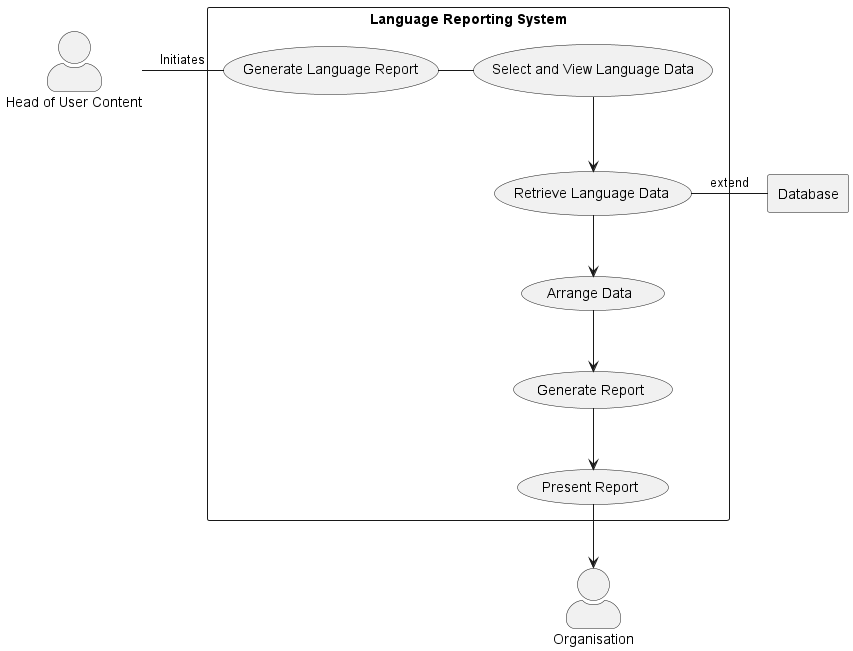 Language Reporting System
Initiates
Generate Language Report
Select and View Language Data
Head of User Content
Retrieve Language Data
extend
Database
Arrange Data
Generate Report
Present Report
Organisation